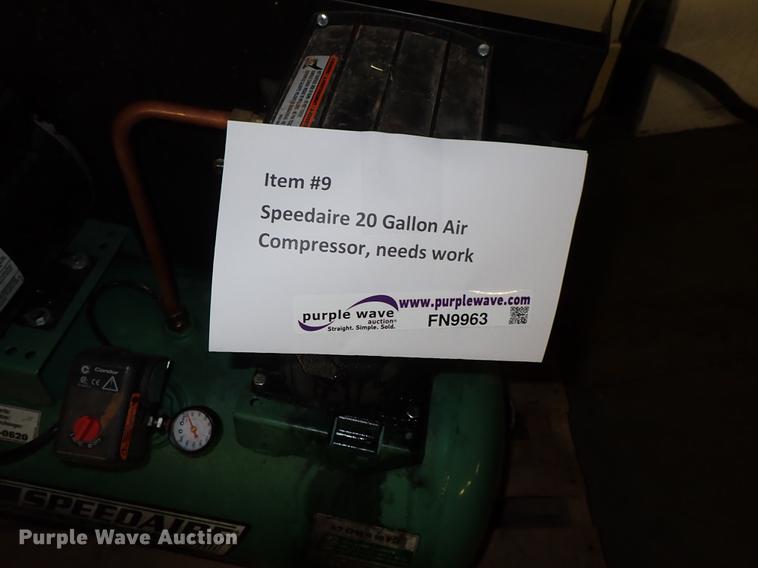 Item #9
Speedaire 20 Gallon Air
Compressor, needs work
www.purplewave.com
purple wave
auction®
Straight. Simple. Sold.
FN9963
Condor
-0620
SPEEDAIRE
Purple Wave Auction